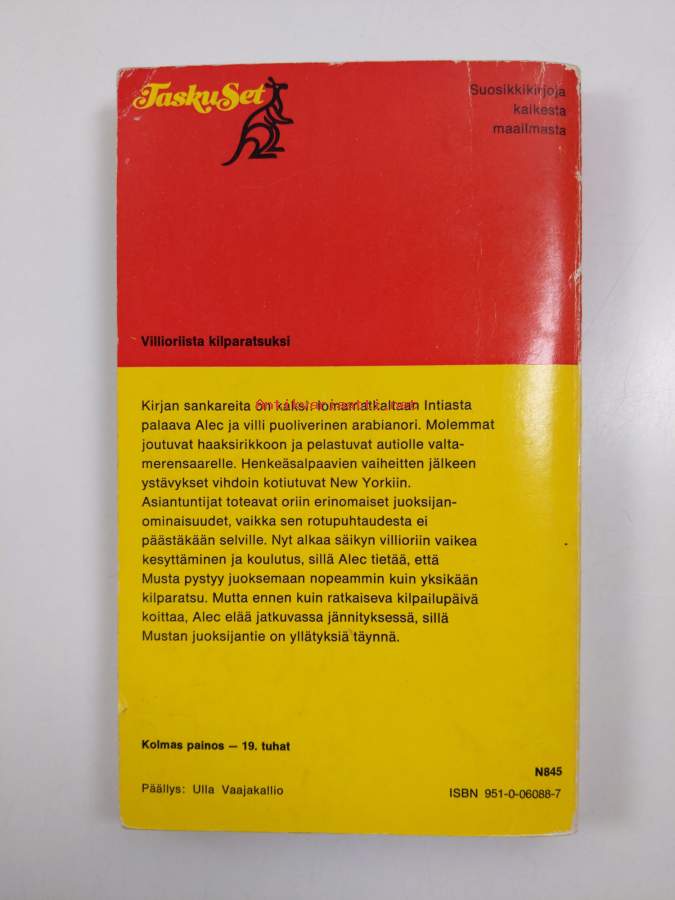 TaskuSet
Suosikkikirjoja
kaikesta
maailmasta
Villioriista kilparatsuksi
Kirjan sankareita on kaksi: lomamatkaltaan Intiasta
antikvariaatti.net
palaava Alec ja villi puoliverinen arabianori. Molemmat
joutuvat haaksirikkoon ja pelastuvat autiolle valta-
merensaarelle. Henkeäsalpaavien vaiheitten jälkeen
ystävykset vihdoin kotiutuvat New Yorkiin.
Asiantuntijat toteavat oriin erinomaiset juoksijan-
ominaisuudet, vaikka sen rotupuhtaudesta ei
päästäkään selville. Nyt alkaa säikyn villioriin vaikea
kesyttäminen ja koulutus, sillä Alec tietää, että
Musta pystyy juoksemaan nopeammin kuin yksikään
kilparatsu. Mutta ennen kuin ratkaiseva kilpailupäivä
koittaa, Alec elää jatkuvassa jännityksessä, sillä
Mustan juoksijantie on yllätyksiä täynnä.
Kolmas painos – 19. tuhat
N845
Päällys: Ulla Vaajakallio
ISBN 951-0-06088-7